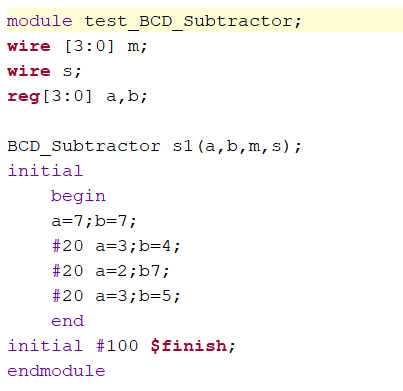 module test_BCD_Subtractor;
wire [3:0] m;
wire s;
reg[3:0] a,b;
BCD_Subtractor s1(a,b,m,s);
initial
begin
a=7;b=7;
#20 a=3;b=4;
#20 a=2;b7;
#20 a=3;b=5;
end
initial #100 $finish;
endmodule